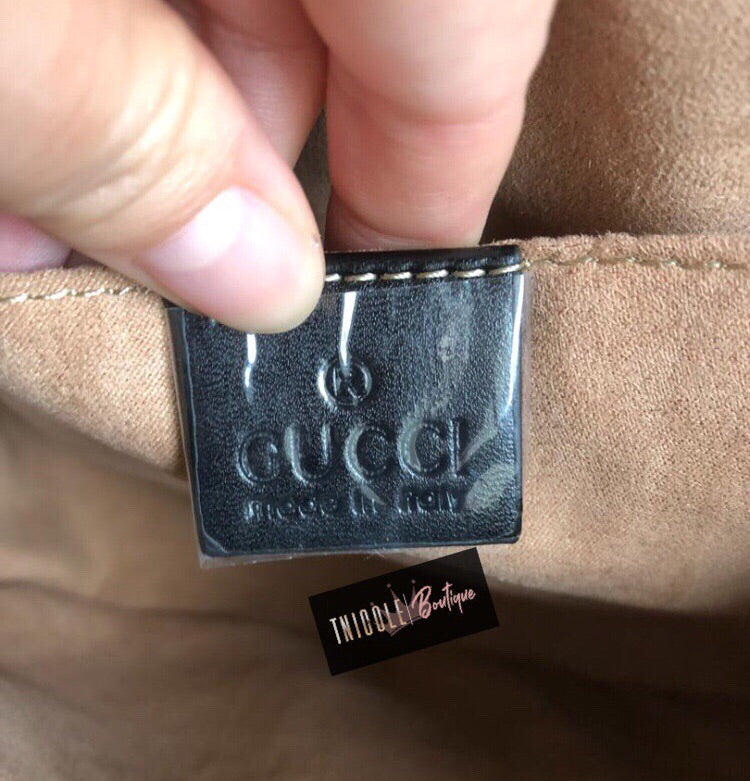 ®
GUCCI
made in italy
TNICOLE Boutique